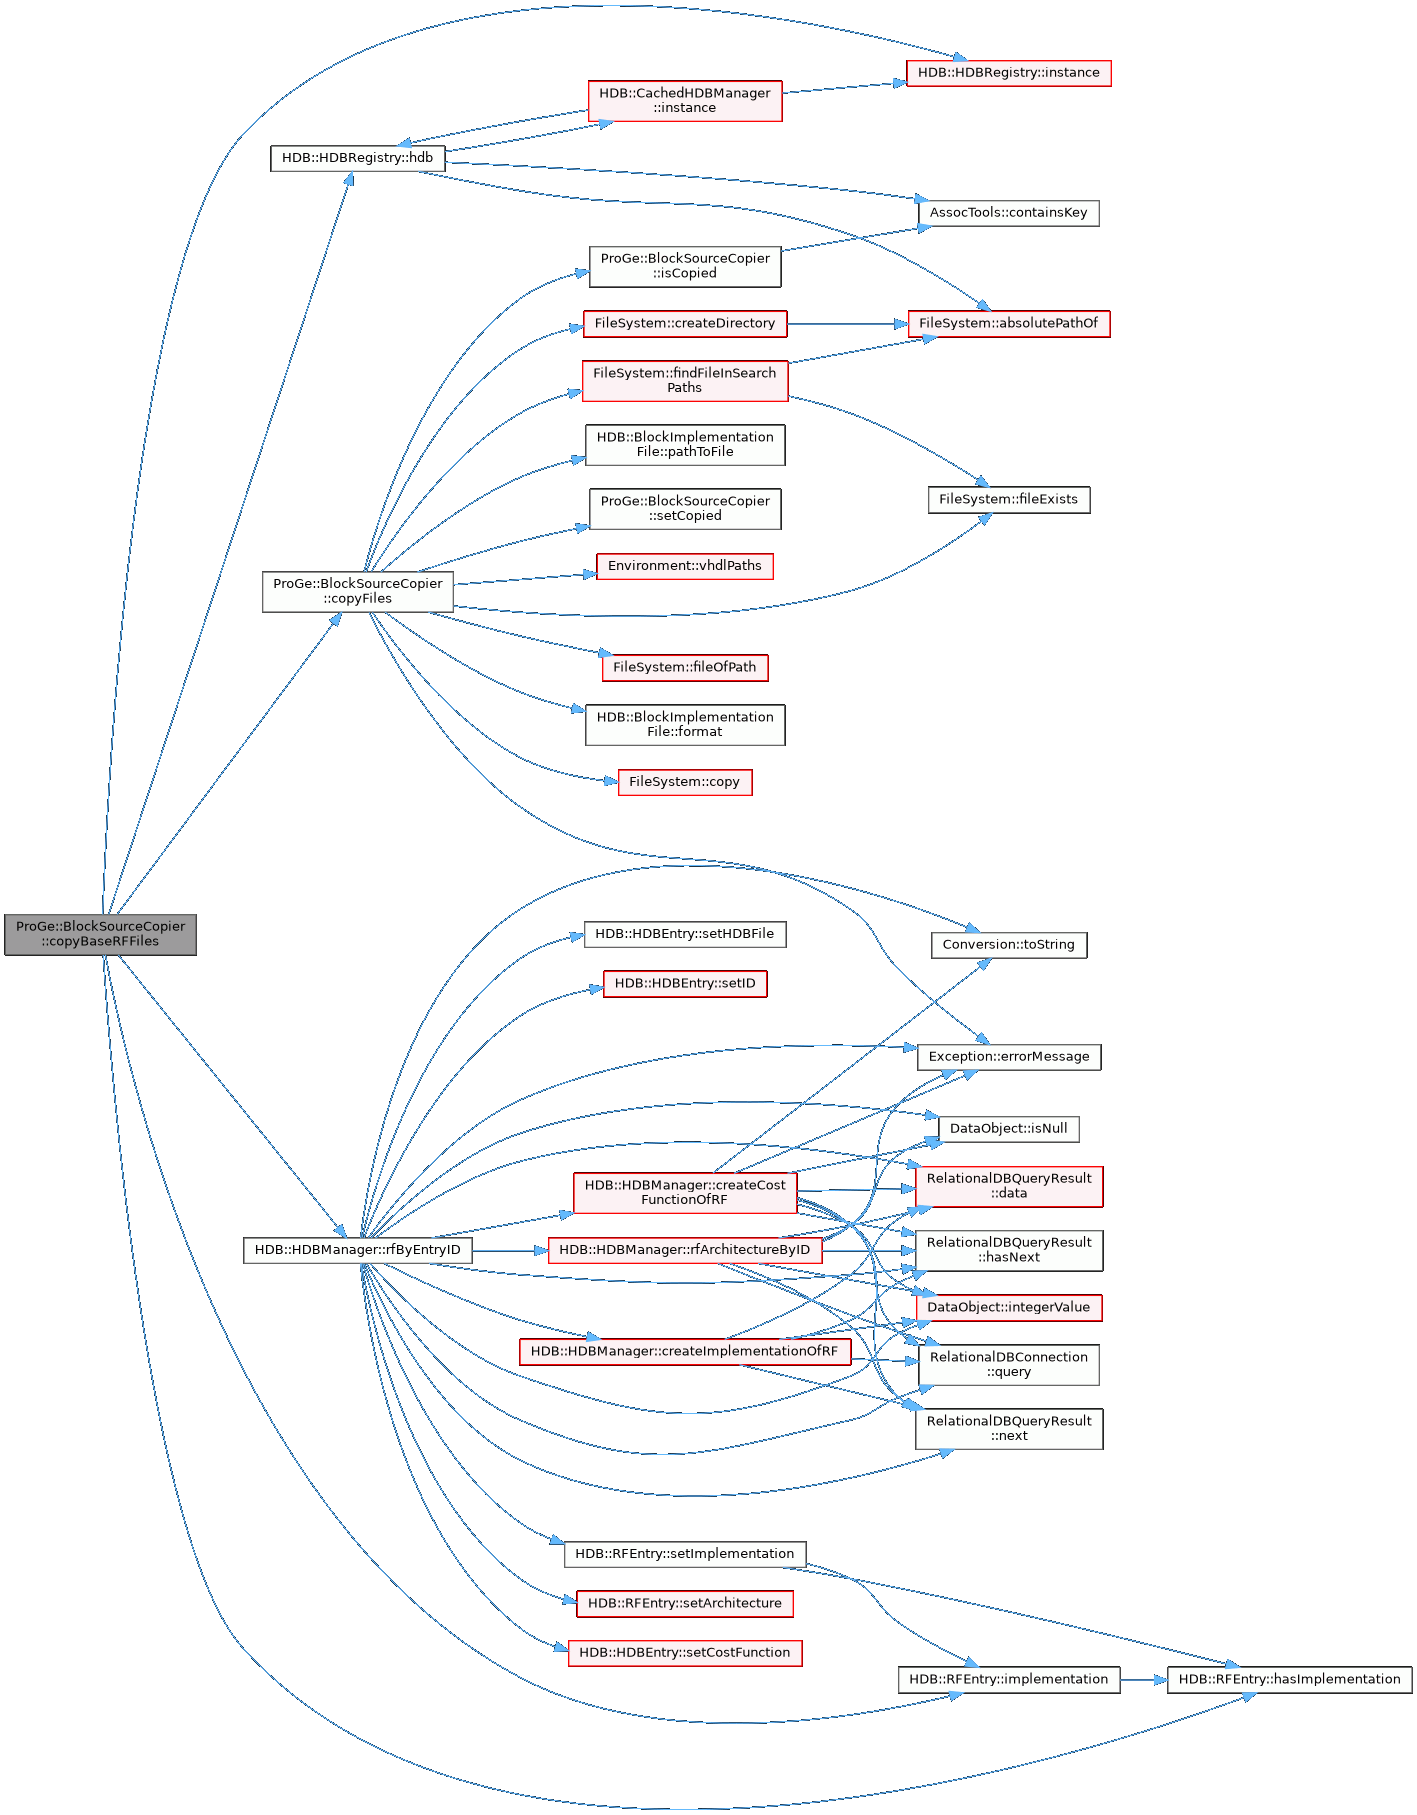 HDB::HDBRegistry::instance
HDB::CachedHDBManager
::instance
HDB::HDBRegistry::hdb
AssocTools::containsKey
ProGe::BlockSourceCopier
::isCopied
FileSystem::createDirectory
FileSystem::absolutePathOf
FileSystem::findFileInSearch
Paths
HDB::BlockImplementation
File::pathToFile
ProGe::BlockSourceCopier
::setCopied
FileSystem::fileExists
Environment::vhdlPaths
ProGe::BlockSourceCopier
::copyFiles
FileSystem::fileOfPath
HDB::BlockImplementation
File::format
FileSystem::copy
ProGe::BlockSourceCopier
::copyBaseRFFiles
HDB::HDBEntry::setHDBFile
Conversion::toString
HDB::HDBEntry::setID
Exception::errorMessage
DataObject::isNull
HDB::HDBManager::createCost
FunctionOfRF
RelationalDBQueryResult
::data
HDB::HDBManager::rfByEntryID
HDB::HDBManager::rfArchitectureByID
RelationalDBQueryResult
::hasNext
DataObject::integerValue
HDB::HDBManager::createImplementationOfRF
RelationalDBConnection
::query
RelationalDBQueryResult
::next
HDB::RFEntry::setImplementation
HDB::RFEntry::setArchitecture
HDB::HDBEntry::setCostFunction
HDB::RFEntry::implementation
HDB::RFEntry::hasImplementation